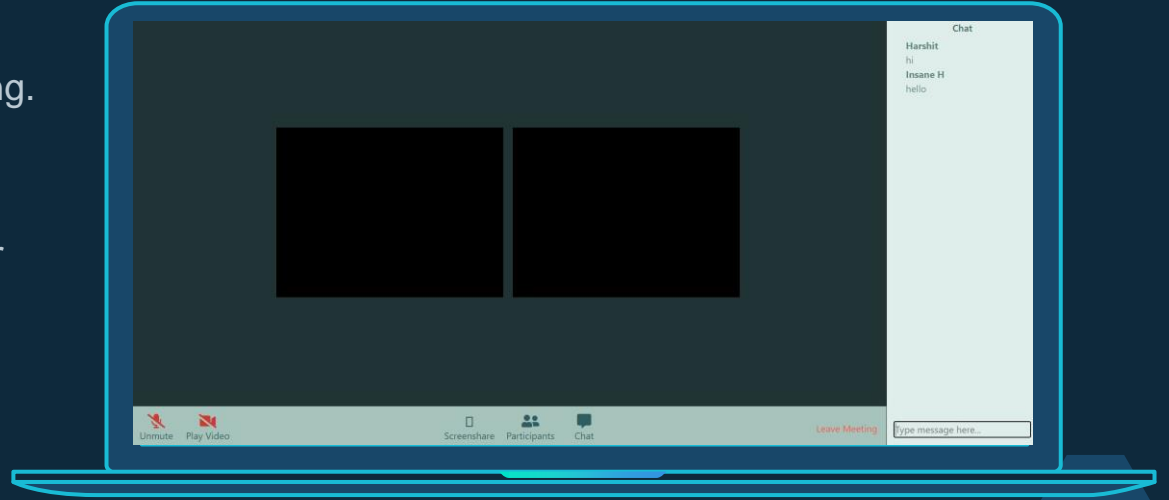 ng.
Chat
Harshit
hi
Insane H
hello
Unmute Play Video Screenshare Participants Chat Leave Meeting Type message here...